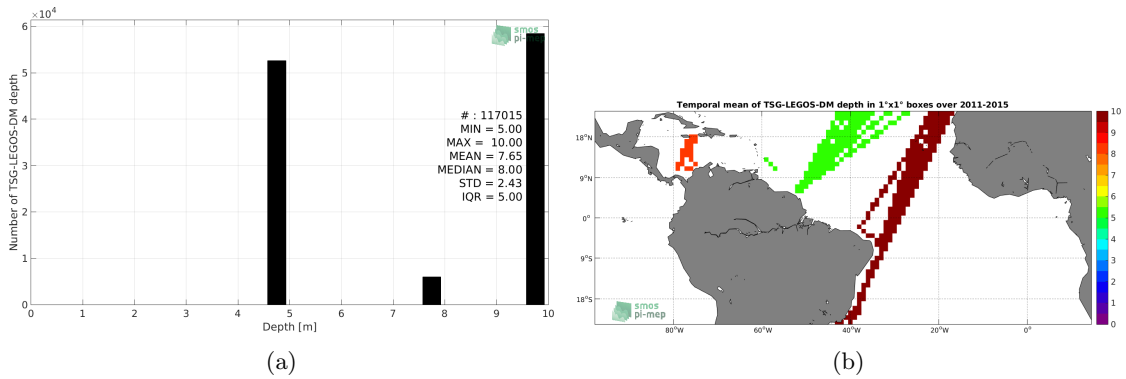 ×10⁴
6
5
4
3
2
1
0
Number of TSG-LEGOS-DM depth
smos
pi-mep
# : 117015
MIN = 5.00
MAX = 10.00
MEAN = 7.65
MEDIAN = 8.00
STD = 2.43
IQR = 5.00
0 1 2 3 4 5 6 7 8 9 10
Depth [m]
(a)
Temporal mean of TSG-LEGOS-DM depth in 1°x1° boxes over 2011-2015
18°N
9°N
0°
9°S
18°S
80°W 60°W 40°W 20°W 0°
smos
pi-mep
10
9
8
7
6
5
4
3
2
1
0
(b)